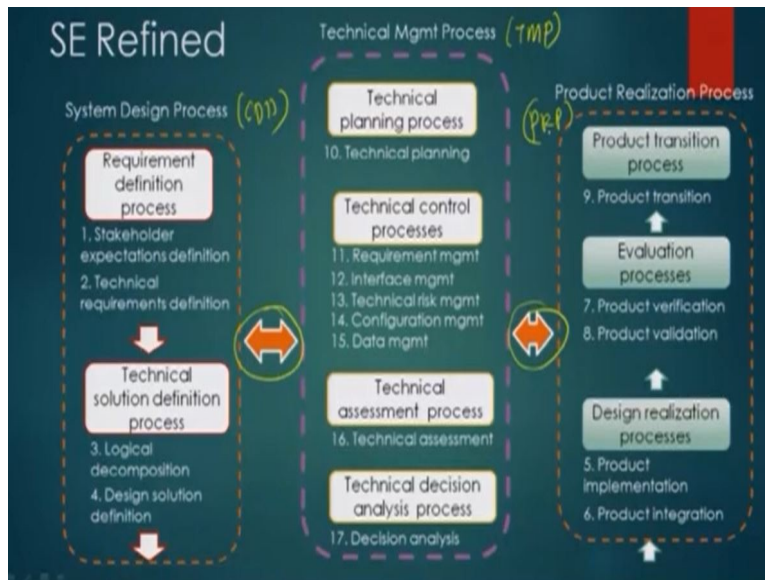 SE Refined
Technical Mgmt Process (TMP)
System Design Process
Product Realization Process
(PRP)
Requirement
definition
process
1. Stakeholder
expectations definition
2. Technical
requirements definition
Technical
solution definition
process
3. Logical
decomposition
4. Design solution
definition
Technical
planning process
10. Technical planning
Technical control
processes
11. Requirement mgmt
12. Interface mgmt
13. Technical risk mgmt
14. Configuration mgmt
15. Data mgmt
Technical
assessment process
16. Technical assessment
Technical decision
analysis process
17. Decision analysis
Product transition
process
9. Product transition
Evaluation
processes
7. Product verification
8. Product validation
Design realization
processes
5. Product
implementation
6. Product integration